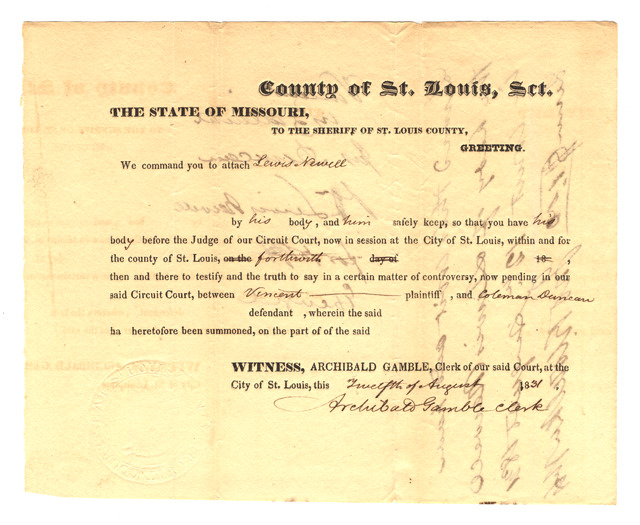 County of St. Louis, Sct.
THE STATE OF MISSOURI,
TO THE SHERIFF OF ST. LOUIS COUNTY,
GREETING.
We command you to attach Lewis Newell
by his body, and him safely keep, so that you have his
body before the Judge of our Circuit Court, now in session at the City of St. Louis, within and for
the county of St. Louis, on the forthwith day of 18 ,
then and there to testify and the truth to say in a certain matter of controversy, now pending in our
said Circuit Court, between Vincent plaintiff , and Coleman Duncan
defendant , wherein the said
ha heretofore been summoned, on the part of of the said
WITNESS, ARCHIBALD GAMBLE, Clerk of our said Court, at the
City of St. Louis, this Twelfth of August 1831 .
Archibald Gamble Clerk